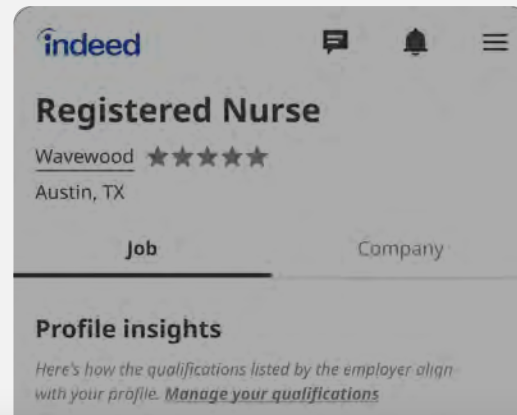 indeed
Registered Nurse
Wavewood
Austin, TX
Job Company
Profile insights
Here's how the qualifications listed by the employer align
with your profile. Manage your qualifications